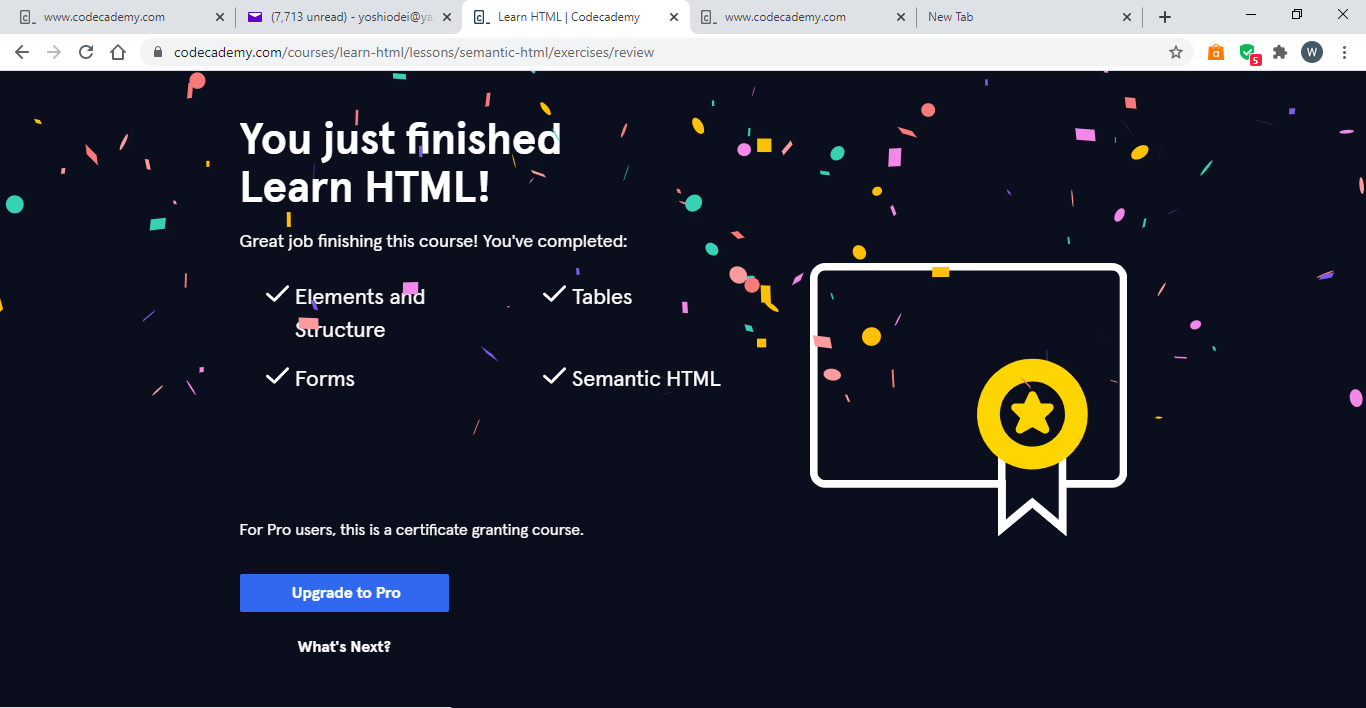 www.codecademy.com
(7,713 unread) - yoshiodei@ya
Learn HTML | Codecademy
www.codecademy.com
New Tab
codecademy.com/courses/learn-html/lessons/semantic-html/exercises/review
5
W
You just finished
Learn HTML!
Great job finishing this course! You've completed:
Elements and
Structure
Tables
Forms
Semantic HTML
For Pro users, this is a certificate granting course.
Upgrade to Pro
What's Next?